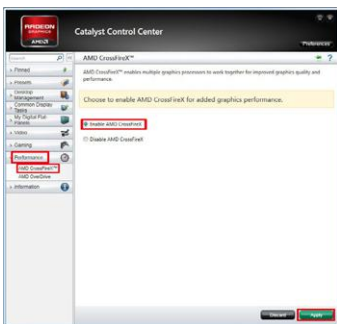 RADEON
GRAPHICS
AMD
Catalyst Control Center
Preferences
Search
Pinned
Presets
Desktop
Management
Common Display
Tasks
My Digital Flat-
Panels
Video
Gaming
Performance
AMD CrossFireX™
AMD OverDrive
Information
AMD CrossFireX™
AMD CrossFireX™ enables multiple graphics processors to work together for improved graphics quality and
performance.
Choose to enable AMD CrossFireX for added graphics performance.
Enable AMD CrossFireX
Disable AMD CrossFireX
Discard
Apply